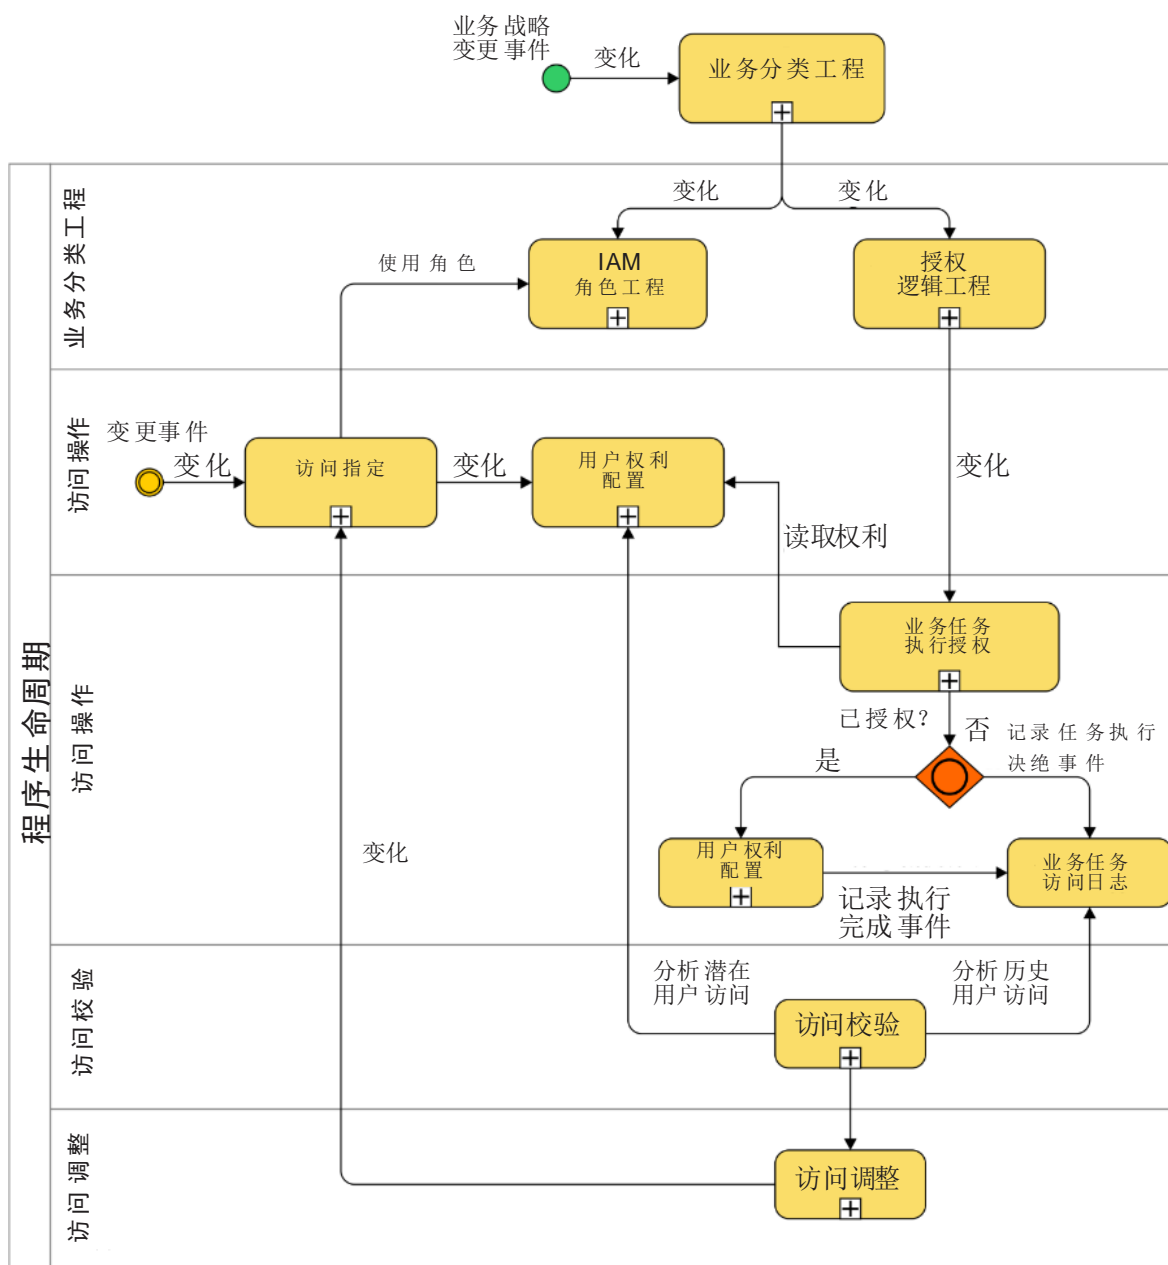 业务战略
变更事件
变化
业务分类工程
变化
变化
业务分类工程
使用角色
IAM
角色工程
授权
逻辑工程
程序生命周期
访问操作
变更事件
变化
访问指定
变化
用户权利
配置
变化
读取权利
访问操作
业务任务
执行授权
已授权?
否
记录任务执行
决绝事件
是
变化
用户权利
配置
记录执行
完成事件
业务任务
访问日志
访问校验
分析潜在
用户访问
分析历史
用户访问
访问校验
访问调整
访问调整